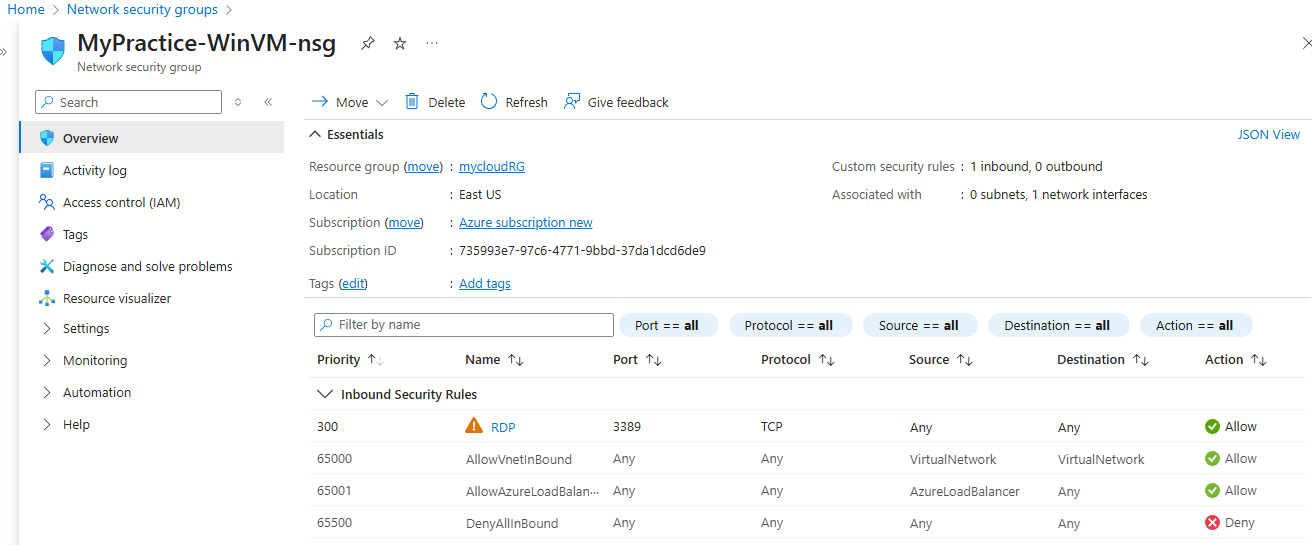 Home > Network security groups >
MyPractice-WinVM-nsg
Network security group
Search
Overview
Activity log
Access control (IAM)
Tags
Diagnose and solve problems
Resource visualizer
Settings
Monitoring
Automation
Help
Move Delete Refresh Give feedback
Essentials JSON View
Resource group (move) : mycloudRG Custom security rules : 1 inbound, 0 outbound
Location : East US Associated with : 0 subnets, 1 network interfaces
Subscription (move) : Azure subscription new
Subscription ID : 735993e7-97c6-4771-9bbd-37da1dcd6de9
Tags (edit) : Add tags
Filter by name Port == all Protocol == all Source == all Destination == all Action == all
Priority Name Port Protocol Source Destination Action
Inbound Security Rules
300 RDP 3389 TCP Any Any Allow
65000 AllowVnetInBound Any Any VirtualNetwork VirtualNetwork Allow
65001 AllowAzureLoadBalan··· Any Any AzureLoadBalancer Any Allow
65500 DenyAllInBound Any Any Any Any Deny